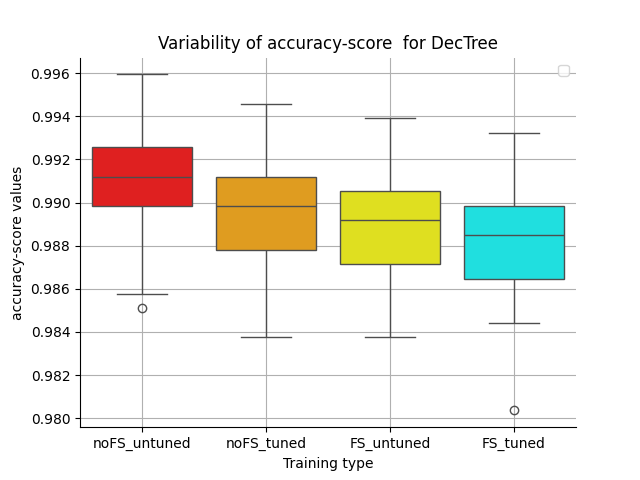 Variability of accuracy-score  for DecTree
accuracy-score values
0.996
0.994
0.992
0.990
0.988
0.986
0.984
0.982
0.980
noFS_untuned noFS_tuned FS_untuned FS_tuned
Training type